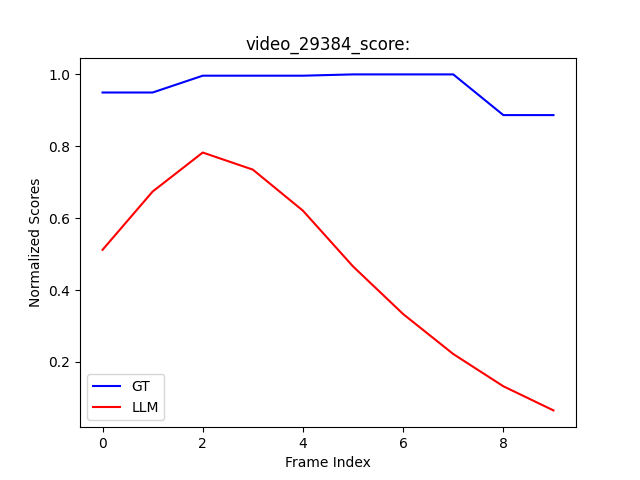 video_29384_score:
Normalized Scores
1.0
0.8
0.6
0.4
0.2
GT
LLM
0 2 4 6 8
Frame Index